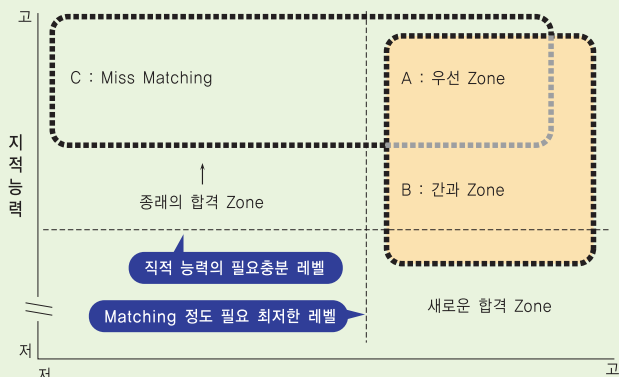 고
C : Miss Matching
A : 우선 Zone
지적능력
종래의 합격 Zone
B : 간과 Zone
직적 능력의 필요충분 레벨
Matching 정도 필요 최저한 레벨
새로운 합격 Zone
저
저
고